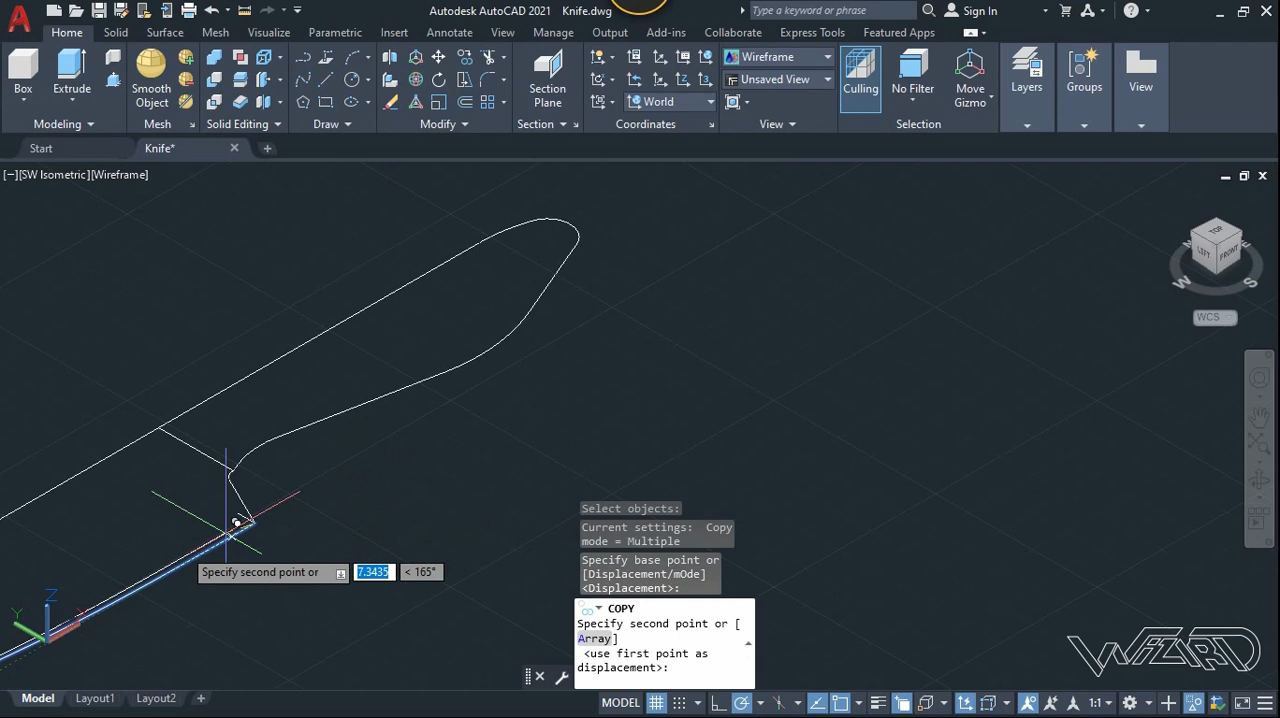 Autodesk AutoCAD 2021 Knife.dwg
Type a keyword or phrase
Sign In
Home Solid Surface Mesh Visualize Parametric Insert Annotate View Manage Output Add-ins Collaborate Express Tools Featured Apps
Box
Extrude
Smooth
Object
Section
Plane
World
Wireframe
Unsaved View
Culling
No Filter
Move
Gizmo
Layers
Groups
View
Modeling Mesh Solid Editing Draw Modify Section Coordinates View Selection
Start Knife*
[−][SW Isometric][Wireframe]
TOP
LEFT
FRONT
W
S
WCS
Select objects:
Current settings: Copy
mode = Multiple
Specify base point or
[Displacement/mOde]
<Displacement>:
Specify second point or
7.3435
< 165°
Z
Y
X
COPY
Specify second point or [
Array]
<use first point as
displacement>:
WIZARD
Model Layout1 Layout2
MODEL
1:1